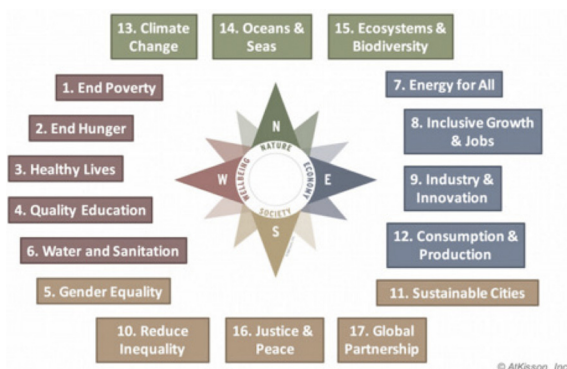 13. Climate
Change
14. Oceans &
Seas
15. Ecosystems &
Biodiversity
1. End Poverty
2. End Hunger
3. Healthy Lives
4. Quality Education
6. Water and Sanitation
5. Gender Equality
N
NATURE
W
WELLBEING
ECONOMY
E
SOCIETY
S
7. Energy for All
8. Inclusive Growth
& Jobs
9. Industry &
Innovation
12. Consumption &
Production
11. Sustainable Cities
10. Reduce
Inequality
16. Justice &
Peace
17. Global
Partnership
© AtKisson, Inc